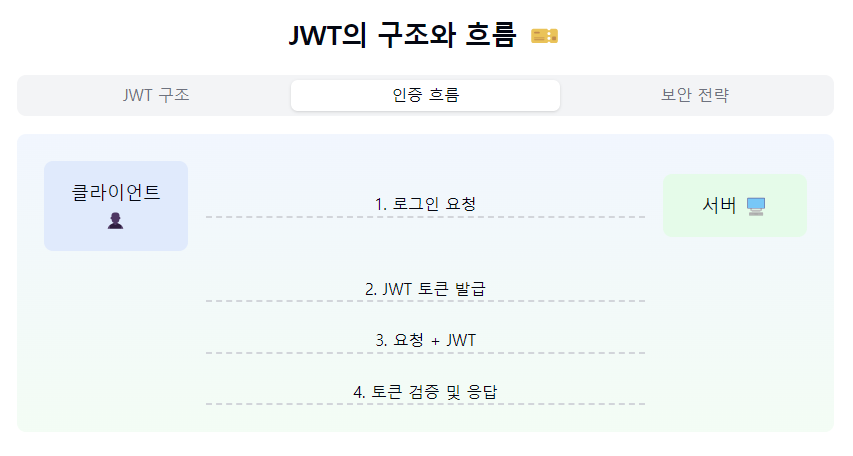 JWT의 구조와 흐름
JWT 구조
인증 흐름
보안 전략
클라이언트
1. 로그인 요청
서버
2. JWT 토큰 발급
3. 요청 + JWT
4. 토큰 검증 및 응답